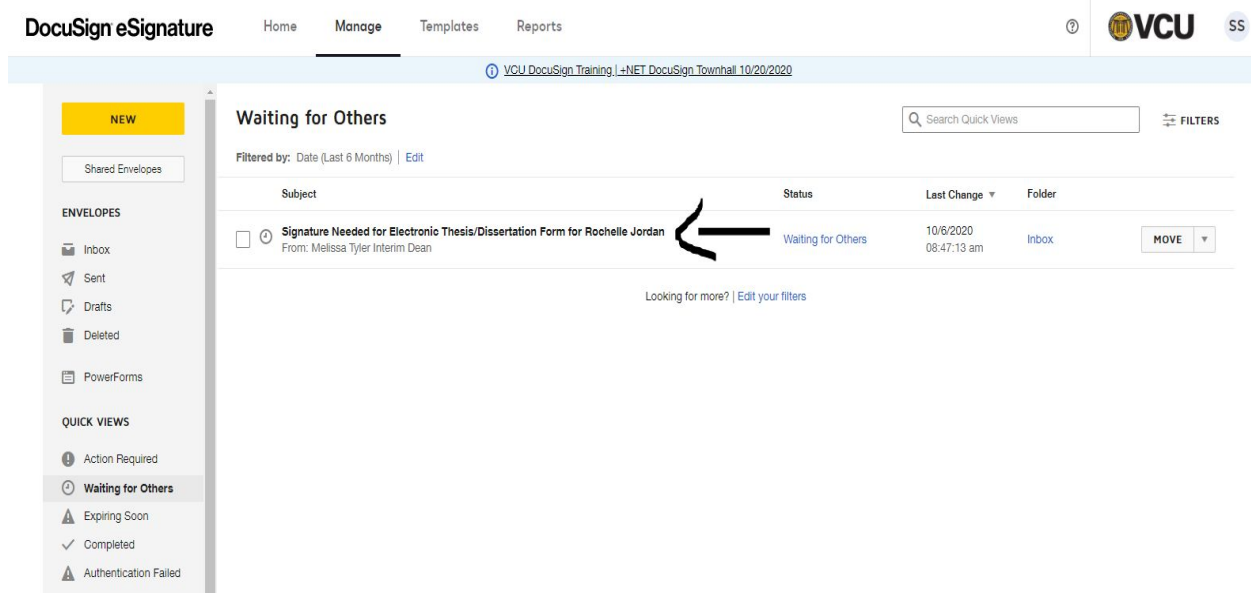 DocuSign eSignature Home Manage Templates Reports VCU SS
VCU DocuSign Training | +NET DocuSign Townhall 10/20/2020
NEW
Shared Envelopes
ENVELOPES
Inbox
Sent
Drafts
Deleted
PowerForms
QUICK VIEWS
Action Required
Waiting for Others
Expiring Soon
Completed
Authentication Failed
Waiting for Others
Search Quick Views
FILTERS
Filtered by: Date (Last 6 Months) | Edit
Subject Status Last Change Folder
Signature Needed for Electronic Thesis/Dissertation Form for Rochelle Jordan
From: Melissa Tyler Interim Dean
Waiting for Others
10/6/2020
08:47:13 am
Inbox
MOVE
Looking for more? | Edit your filters